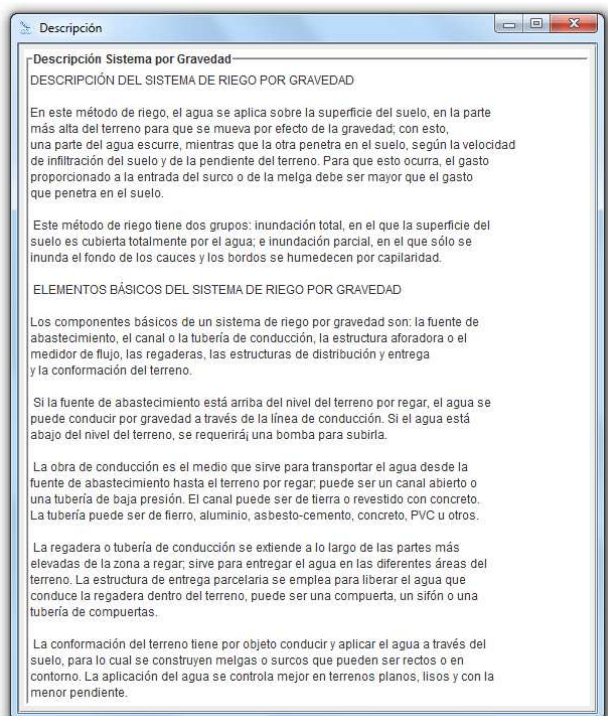 Descripción
Descripción Sistema por Gravedad
DESCRIPCIÓN DEL SISTEMA DE RIEGO POR GRAVEDAD
En este método de riego, el agua se aplica sobre la superficie del suelo, en la parte
más alta del terreno para que se mueva por efecto de la gravedad; con esto,
una parte del agua escurre, mientras que la otra penetra en el suelo, según la velocidad
de infiltración del suelo y de la pendiente del terreno. Para que esto ocurra, el gasto
proporcionado a la entrada del surco o de la melga debe ser mayor que el gasto
que penetra en el suelo.
Este método de riego tiene dos grupos: inundación total, en el que la superficie del
suelo es cubierta totalmente por el agua; e inundación parcial, en el que sólo se
inunda el fondo de los cauces y los bordos se humedecen por capilaridad.
ELEMENTOS BÁSICOS DEL SISTEMA DE RIEGO POR GRAVEDAD
Los componentes básicos de un sistema de riego por gravedad son: la fuente de
abastecimiento, el canal o la tubería de conducción, la estructura aforadora o el
medidor de flujo, las regaderas, las estructuras de distribución y entrega
y la conformación del terreno.
Si la fuente de abastecimiento está arriba del nivel del terreno por regar, el agua se
puede conducir por gravedad a través de la línea de conducción. Si el agua está
abajo del nivel del terreno, se requerirá¡ una bomba para subirla.
La obra de conducción es el medio que sirve para transportar el agua desde la
fuente de abastecimiento hasta el terreno por regar; puede ser un canal abierto o
una tubería de baja presión. El canal puede ser de tierra o revestido con concreto.
La tubería puede ser de fierro, aluminio, asbesto-cemento, concreto, PVC u otros.
La regadera o tubería de conducción se extiende a lo largo de las partes más
elevadas de la zona a regar; sirve para entregar el agua en las diferentes áreas del
terreno. La estructura de entrega parcelaria se emplea para liberar el agua que
conduce la regadera dentro del terreno, puede ser una compuerta, un sifón o una
tubería de compuertas.
La conformación del terreno tiene por objeto conducir y aplicar el agua a través del
suelo, para lo cual se construyen melgas o surcos que pueden ser rectos o en
contorno. La aplicación del agua se controla mejor en terrenos planos, lisos y con la
menor pendiente.